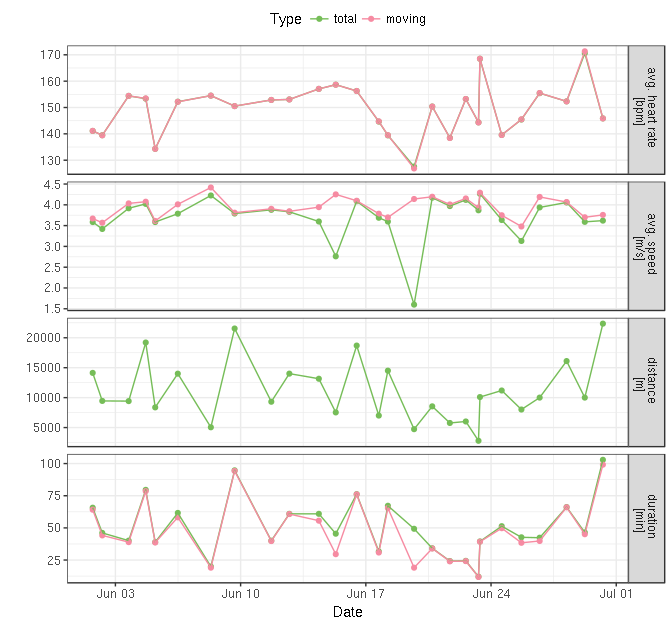 Type total moving
170
160
150
140
130
avg. heart rate
[bpm]
4.5
4.0
3.5
3.0
2.5
2.0
1.5
avg. speed
[m/s]
20000
15000
10000
5000
distance
[m]
100
75
50
25
duration
[min]
Jun 03 Jun 10 Jun 17 Jun 24 Jul 01
Date